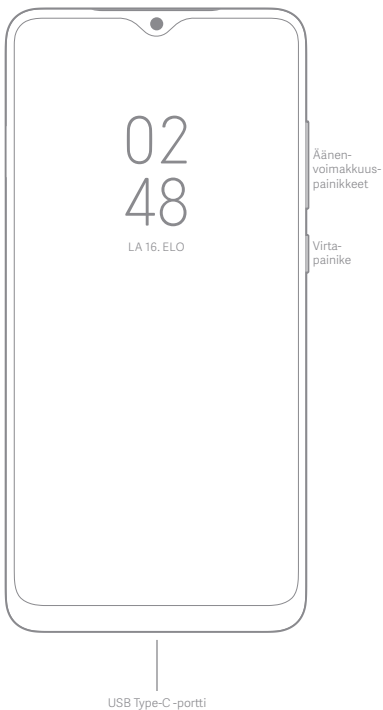 02
48
LA 16. ELO
Äänen-
voimakkuus-
painikkeet
Virta-
painike
USB Type-C -portti